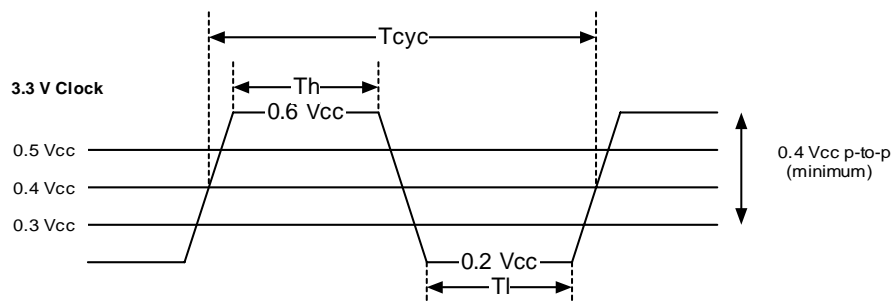 Tcyc
3.3 V Clock
Th
0.6 Vcc
0.5 Vcc
0.4 Vcc
0.3 Vcc
0.4 Vcc p-to-p
(minimum)
0.2 Vcc
Tl